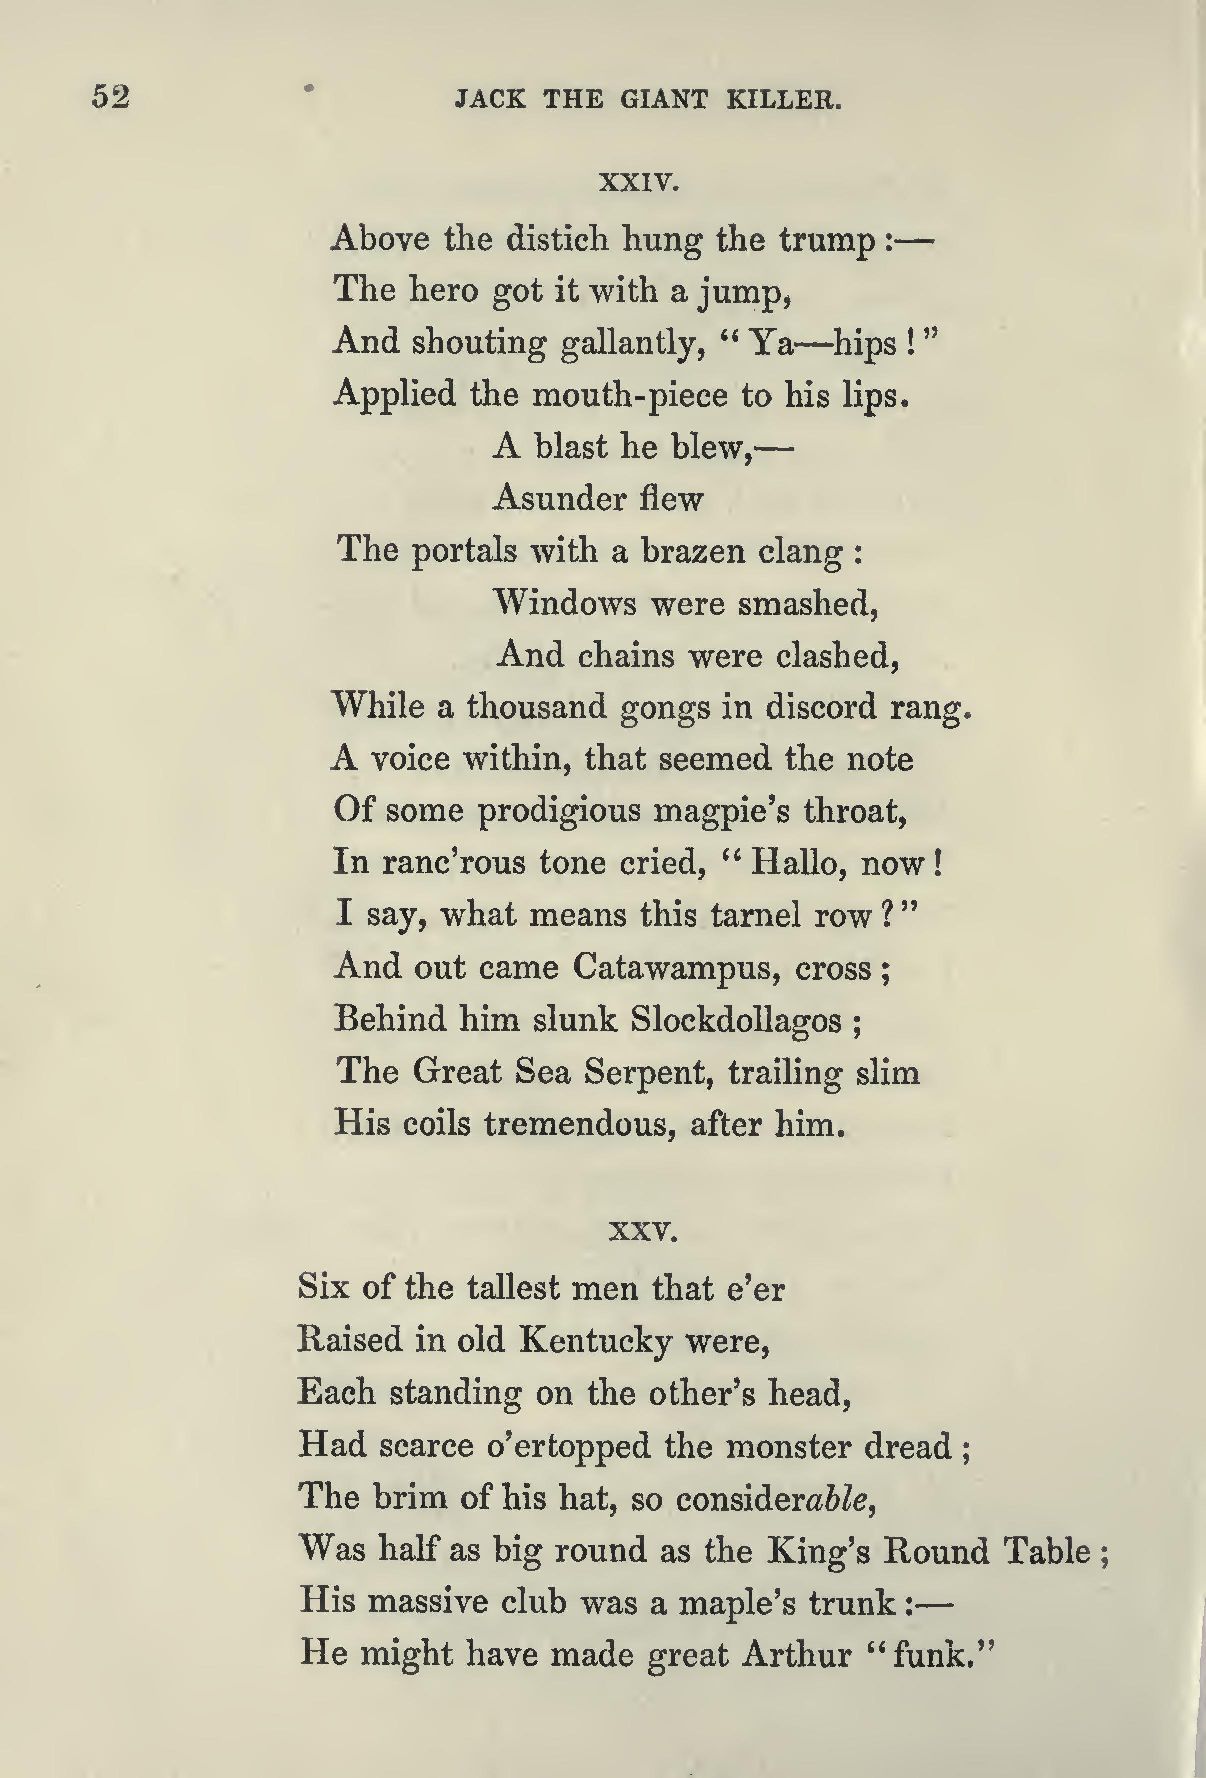 52 JACK THE GIANT KILLER.
XXIV.
Above the distich hung the trump :—
The hero got it with a jump,
And shouting gallantly, “ Ya—hips ! ”
Applied the mouth-piece to his lips.
A blast he blew,—
Asunder flew
The portals with a brazen clang :
Windows were smashed,
And chains were clashed,
While a thousand gongs in discord rang.
A voice within, that seemed the note
Of some prodigious magpie’s throat,
In ranc’rous tone cried, “ Hallo, now !
I say, what means this tarnel row ? ”
And out came Catawampus, cross ;
Behind him slunk Slockdollagos ;
The Great Sea Serpent, trailing slim
His coils tremendous, after him.
XXV.
Six of the tallest men that e’er
Raised in old Kentucky were,
Each standing on the other’s head,
Had scarce o’ertopped the monster dread ;
The brim of his hat, so considerable,
Was half as big round as the King’s Round Table ;
His massive club was a maple’s trunk :—
He might have made great Arthur “ funk.”